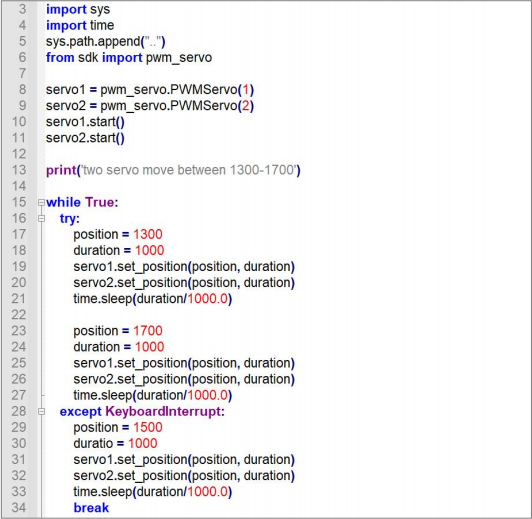 3 import sys
4 import time
5 sys.path.append("..")
6 from sdk import pwm_servo
7
8 servo1 = pwm_servo.PWMServo(1)
9 servo2 = pwm_servo.PWMServo(2)
10 servo1.start()
11 servo2.start()
12
13 print('two servo move between 1300-1700')
14
15 while True:
16 try:
17 position = 1300
18 duration = 1000
19 servo1.set_position(position, duration)
20 servo2.set_position(position, duration)
21 time.sleep(duration/1000.0)
22
23 position = 1700
24 duration = 1000
25 servo1.set_position(position, duration)
26 servo2.set_position(position, duration)
27 time.sleep(duration/1000.0)
28 except KeyboardInterrupt:
29 position = 1500
30 duratio = 1000
31 servo1.set_position(position, duration)
32 servo2.set_position(position, duration)
33 time.sleep(duration/1000.0)
34 break